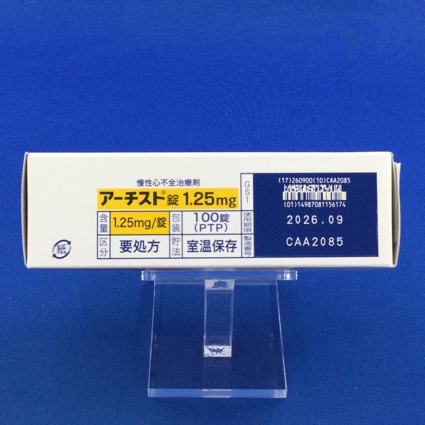 慢性心不全治療剤
アーチスト®錠1.25mg
含量 1.25mg/錠 包装 100錠(PTP)
区分 要処方 貯法 室温保存
紙
GS1
(17)260900(10)CAA2085
(01)14987081156174
使用期限 2026.09
製造番号 CAA2085